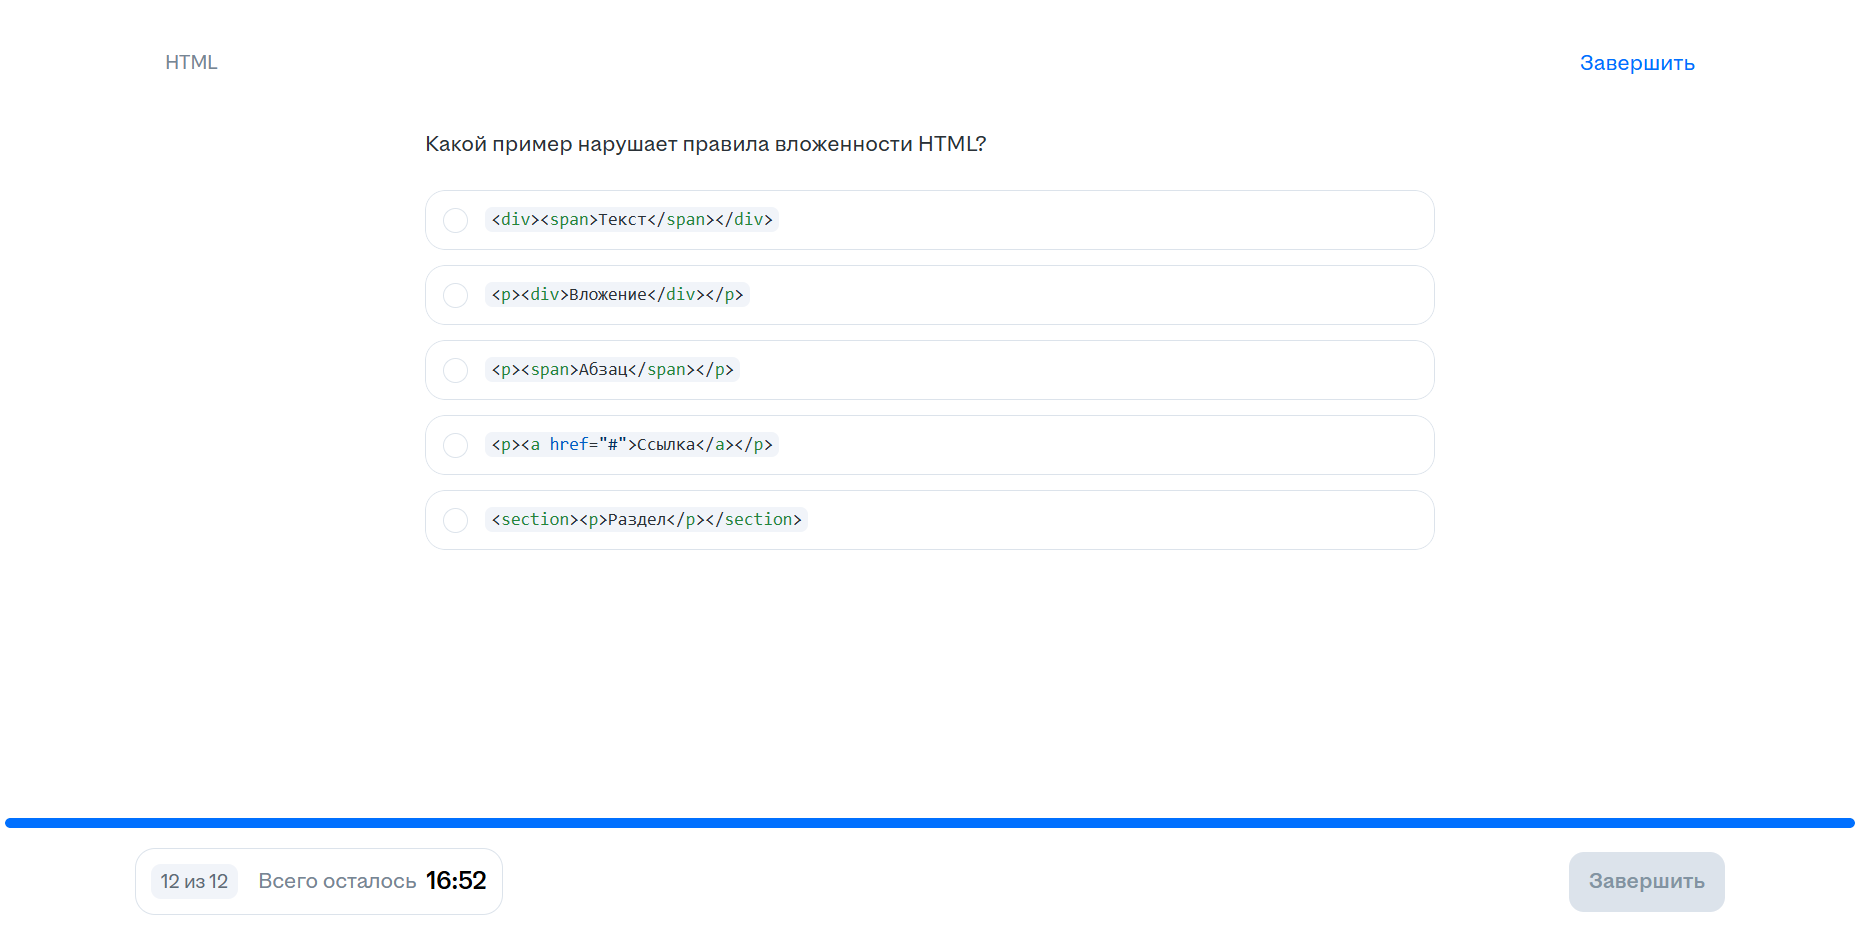 HTML
Завершить
Какой пример нарушает правила вложенности HTML?
<div><span>Текст</span></div>
<p><div>Вложение</div></p>
<p><span>Абзац</span></p>
<p><a href="#">Ссылка</a></p>
<section><p>Раздел</p></section>
12 из 12 Всего осталось 16:52
Завершить